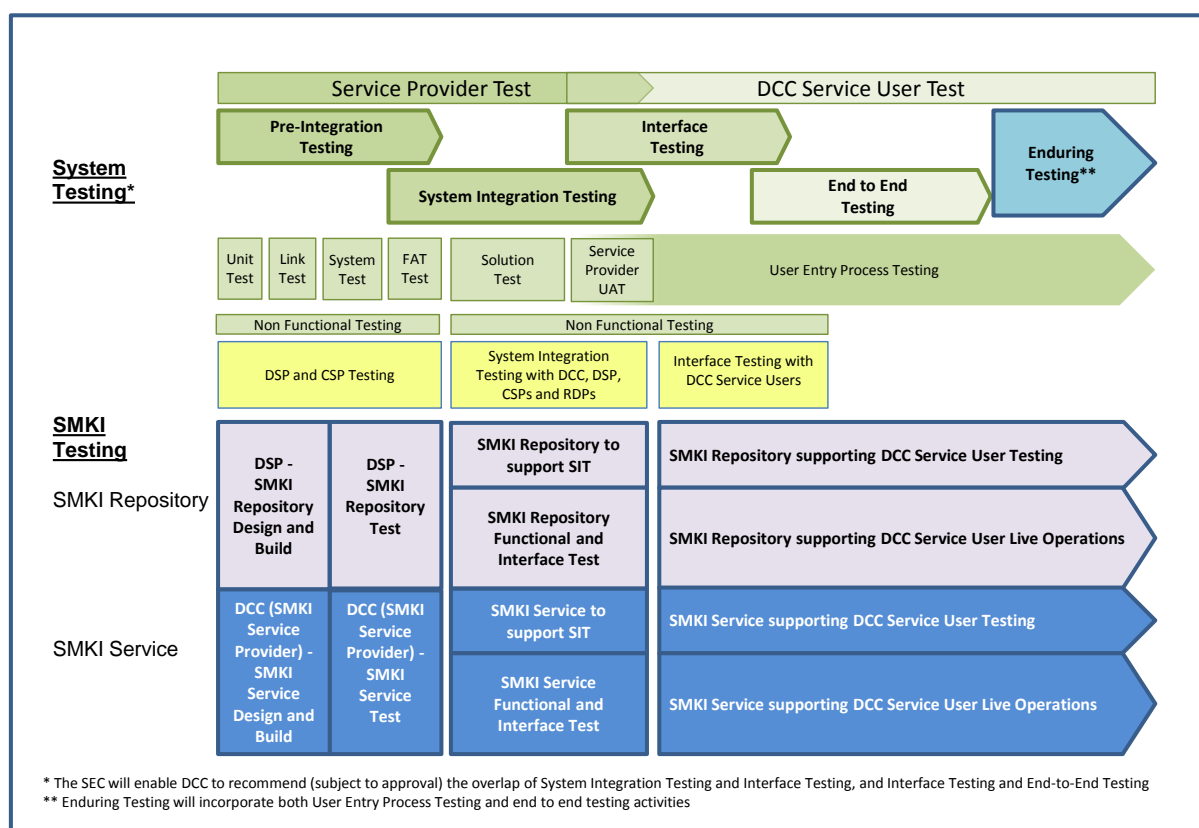 Service Provider Test
DCC Service User Test
Pre-Integration
Testing
Interface
Testing
System
Testing*
Enduring
Testing**
System Integration Testing
End to End
Testing
Unit
Test
Link
Test
System
Test
FAT
Test
Solution
Test
Service
Provider
UAT
User Entry Process Testing
Non Functional Testing
Non Functional Testing
DSP and CSP Testing
System Integration
Testing with DCC, DSP,
CSPs and RDPs
Interface Testing with
DCC Service Users
SMKI
Testing
SMKI Repository
DSP -
SMKI
Repository
Design and
Build
DSP -
SMKI
Repository
Test
SMKI Repository to
support SIT
SMKI Repository supporting DCC Service User Testing
SMKI Repository
Functional and
Interface Test
SMKI Repository supporting DCC Service User Live Operations
SMKI Service
DCC (SMKI
Service
Provider) -
SMKI
Service
Design and
Build
DCC (SMKI
Service
Provider) -
SMKI
Service
Test
SMKI Service to
support SIT
SMKI Service supporting DCC Service User Testing
SMKI Service
Functional and
Interface Test
SMKI Service supporting DCC Service User Live Operations
* The SEC will enable DCC to recommend (subject to approval) the overlap of System Integration Testing and Interface Testing, and Interface Testing and End-to-End Testing
** Enduring Testing will incorporate both User Entry Process Testing and end to end testing activities